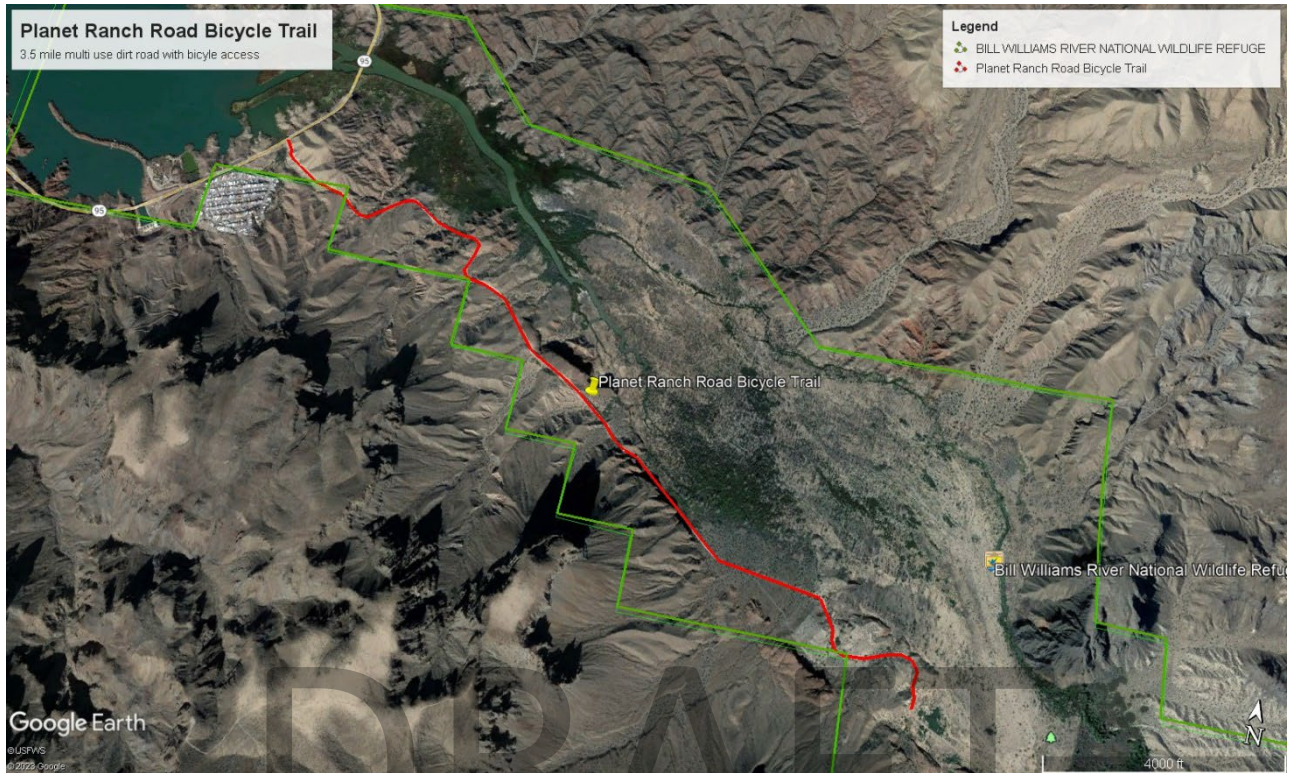 Planet Ranch Road Bicycle Trail
3.5 mile multi use dirt road with bicyle access
Legend
BILL WILLIAMS RIVER NATIONAL WILDLIFE REFUGE
Planet Ranch Road Bicycle Trail
95
95
Planet Ranch Road Bicycle Trail
Bill Williams River National Wildlife Refu
DRAFT
Google Earth
©USFWS
©2023 Google
N
4000 ft